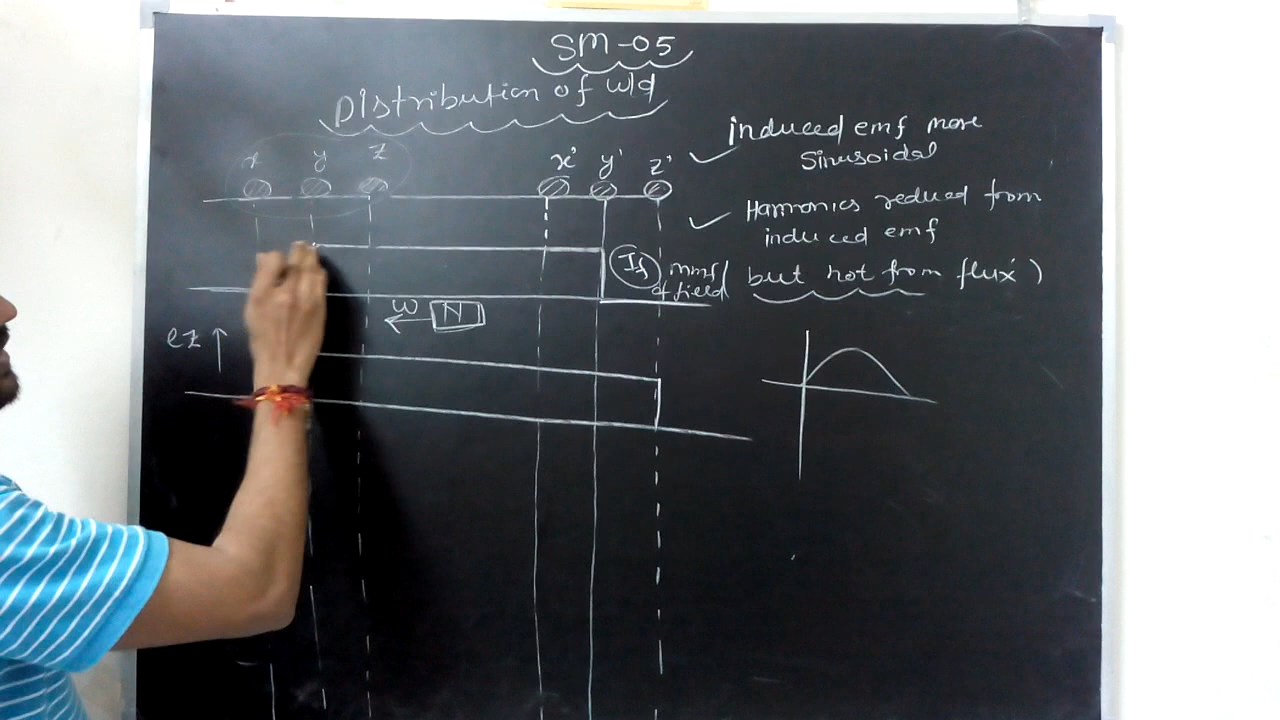 SM-05
Distribution of wdg
induced emf more
Sinusoidal
x y z x' y' z'
Harmonics reduced from
induced emf
(but not from flux)
If mmf
of field
ω N
ez ↑